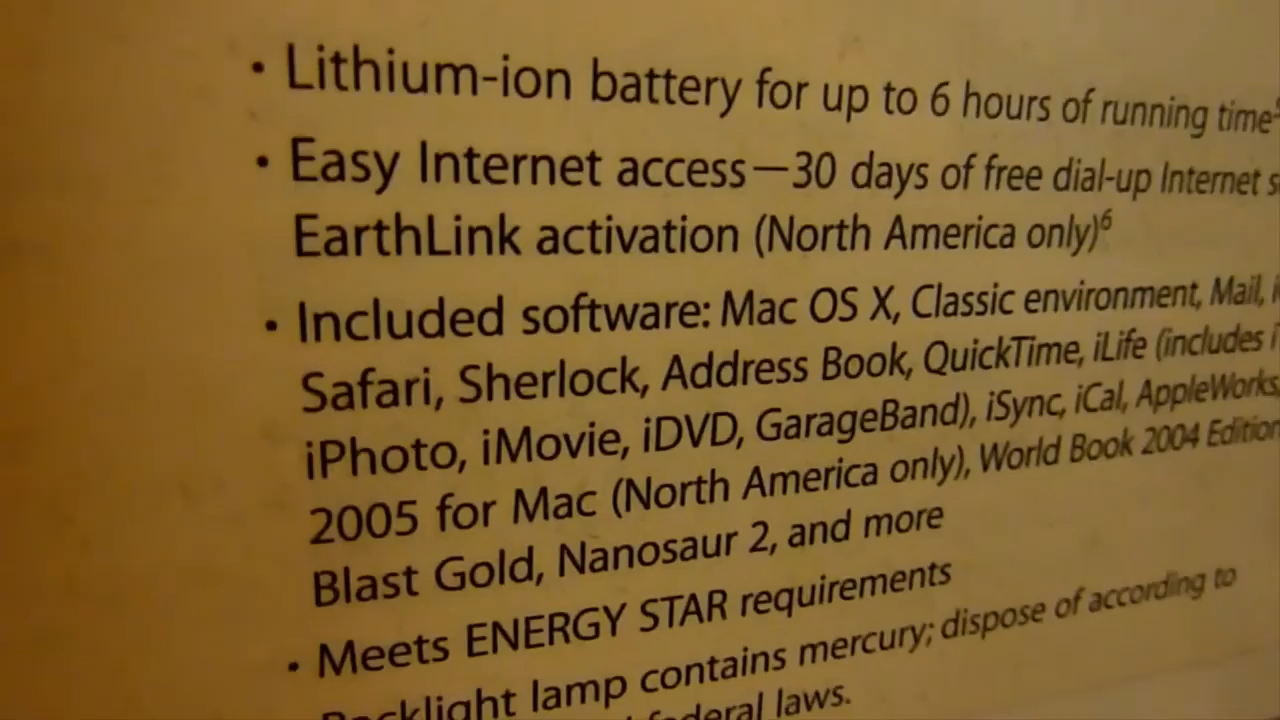 • Lithium-ion battery for up to 6 hours of running time
• Easy Internet access—30 days of free dial-up Internet
EarthLink activation (North America only)⁶
• Included software: Mac OS X, Classic environment, Mail,
Safari, Sherlock, Address Book, QuickTime, iLife (includes
iPhoto, iMovie, iDVD, GarageBand), iSync, iCal, AppleWorks,
2005 for Mac (North America only), World Book 2004 Edition
Blast Gold, Nanosaur 2, and more
• Meets ENERGY STAR requirements
Backlight lamp contains mercury; dispose of according to
federal laws.